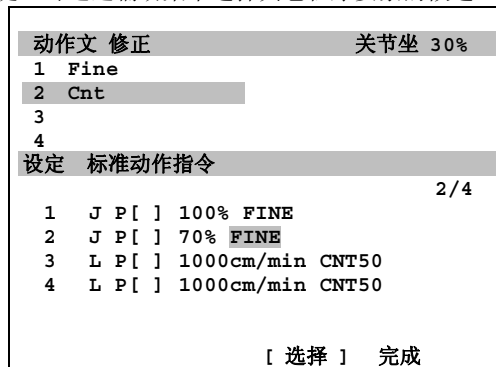 动作文 修正 关节坐 30%
1 Fine
2 Cnt
3
4
设定 标准动作指令
2/4
1 J P[ ] 100% FINE
2 J P[ ] 70% FINE
3 L P[ ] 1000cm/min CNT50
4 L P[ ] 1000cm/min CNT50
[ 选择 ] 完成